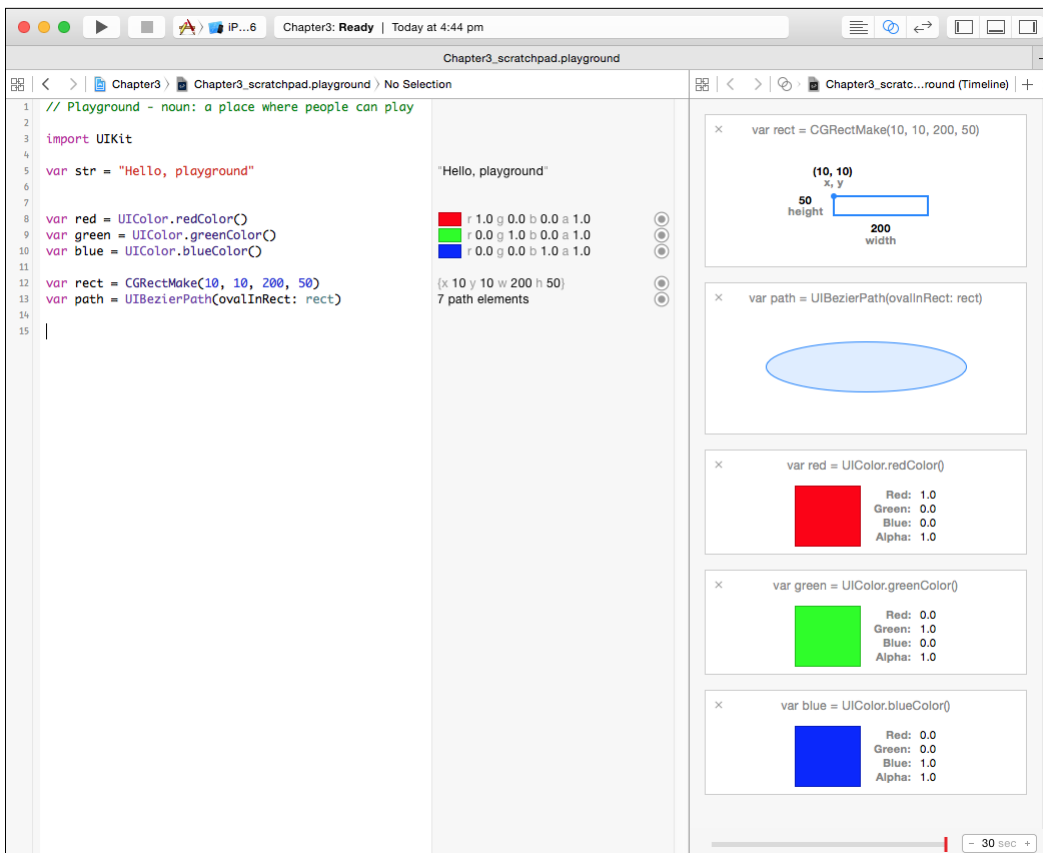 iP...6
Chapter3: Ready | Today at 4:44 pm
Chapter3_scratchpad.playground
Chapter3 〉 Chapter3_scratchpad.playground 〉 No Selection
1 // Playground - noun: a place where people can play
2
3 import UIKit
4
5 var str = "Hello, playground"
"Hello, playground"
6
7
8 var red = UIColor.redColor()
r 1.0 g 0.0 b 0.0 a 1.0
9 var green = UIColor.greenColor()
r 0.0 g 1.0 b 0.0 a 1.0
10 var blue = UIColor.blueColor()
r 0.0 g 0.0 b 1.0 a 1.0
11
12 var rect = CGRectMake(10, 10, 200, 50)
{x 10 y 10 w 200 h 50}
13 var path = UIBezierPath(ovalInRect: rect)
7 path elements
14
15
Chapter3_scratc...round (Timeline)
var rect = CGRectMake(10, 10, 200, 50)
(10, 10)
x, y
50
height
200
width
var path = UIBezierPath(ovalInRect: rect)
var red = UIColor.redColor()
Red: 1.0
Green: 0.0
Blue: 0.0
Alpha: 1.0
var green = UIColor.greenColor()
Red: 0.0
Green: 1.0
Blue: 0.0
Alpha: 1.0
var blue = UIColor.blueColor()
Red: 0.0
Green: 0.0
Blue: 1.0
Alpha: 1.0
- 30 sec +